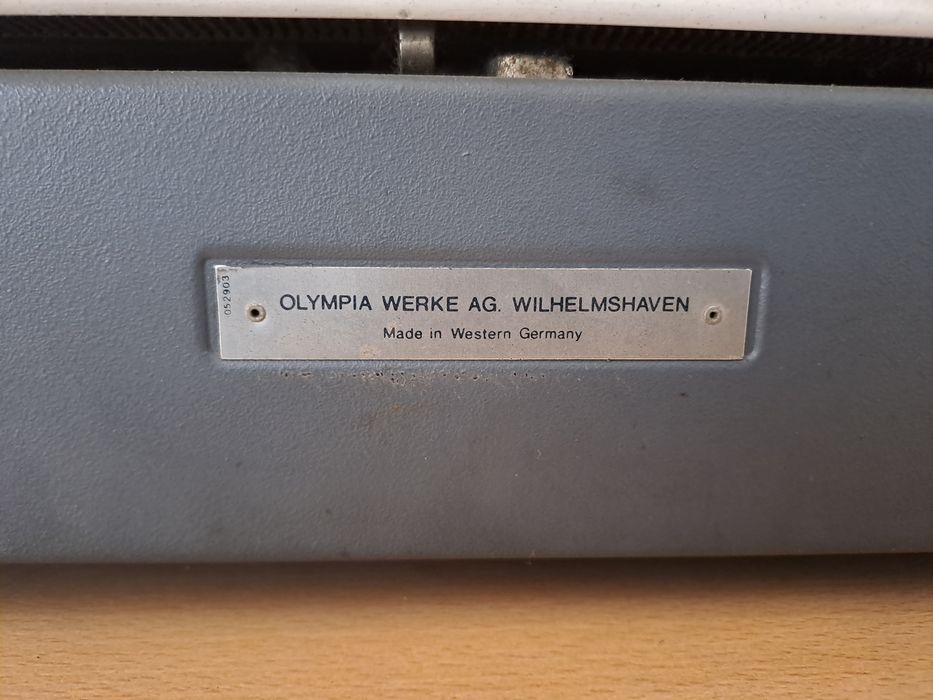 052903
OLYMPIA WERKE AG. WILHELMSHAVEN
Made in Western Germany